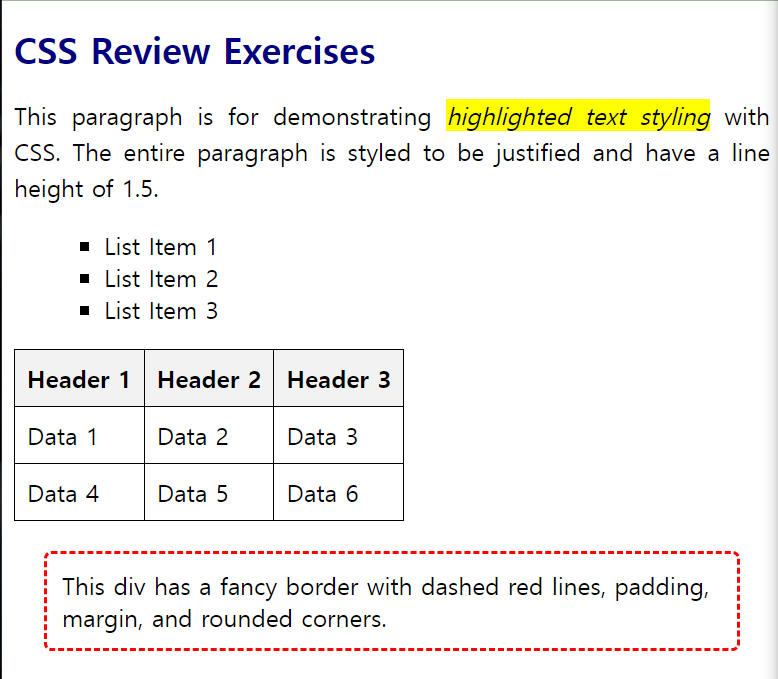 CSS Review Exercises
This paragraph is for demonstrating highlighted text styling with
CSS. The entire paragraph is styled to be justified and have a line
height of 1.5.
List Item 1
List Item 2
List Item 3
Header 1 Header 2 Header 3
Data 1 Data 2 Data 3
Data 4 Data 5 Data 6
This div has a fancy border with dashed red lines, padding,
margin, and rounded corners.